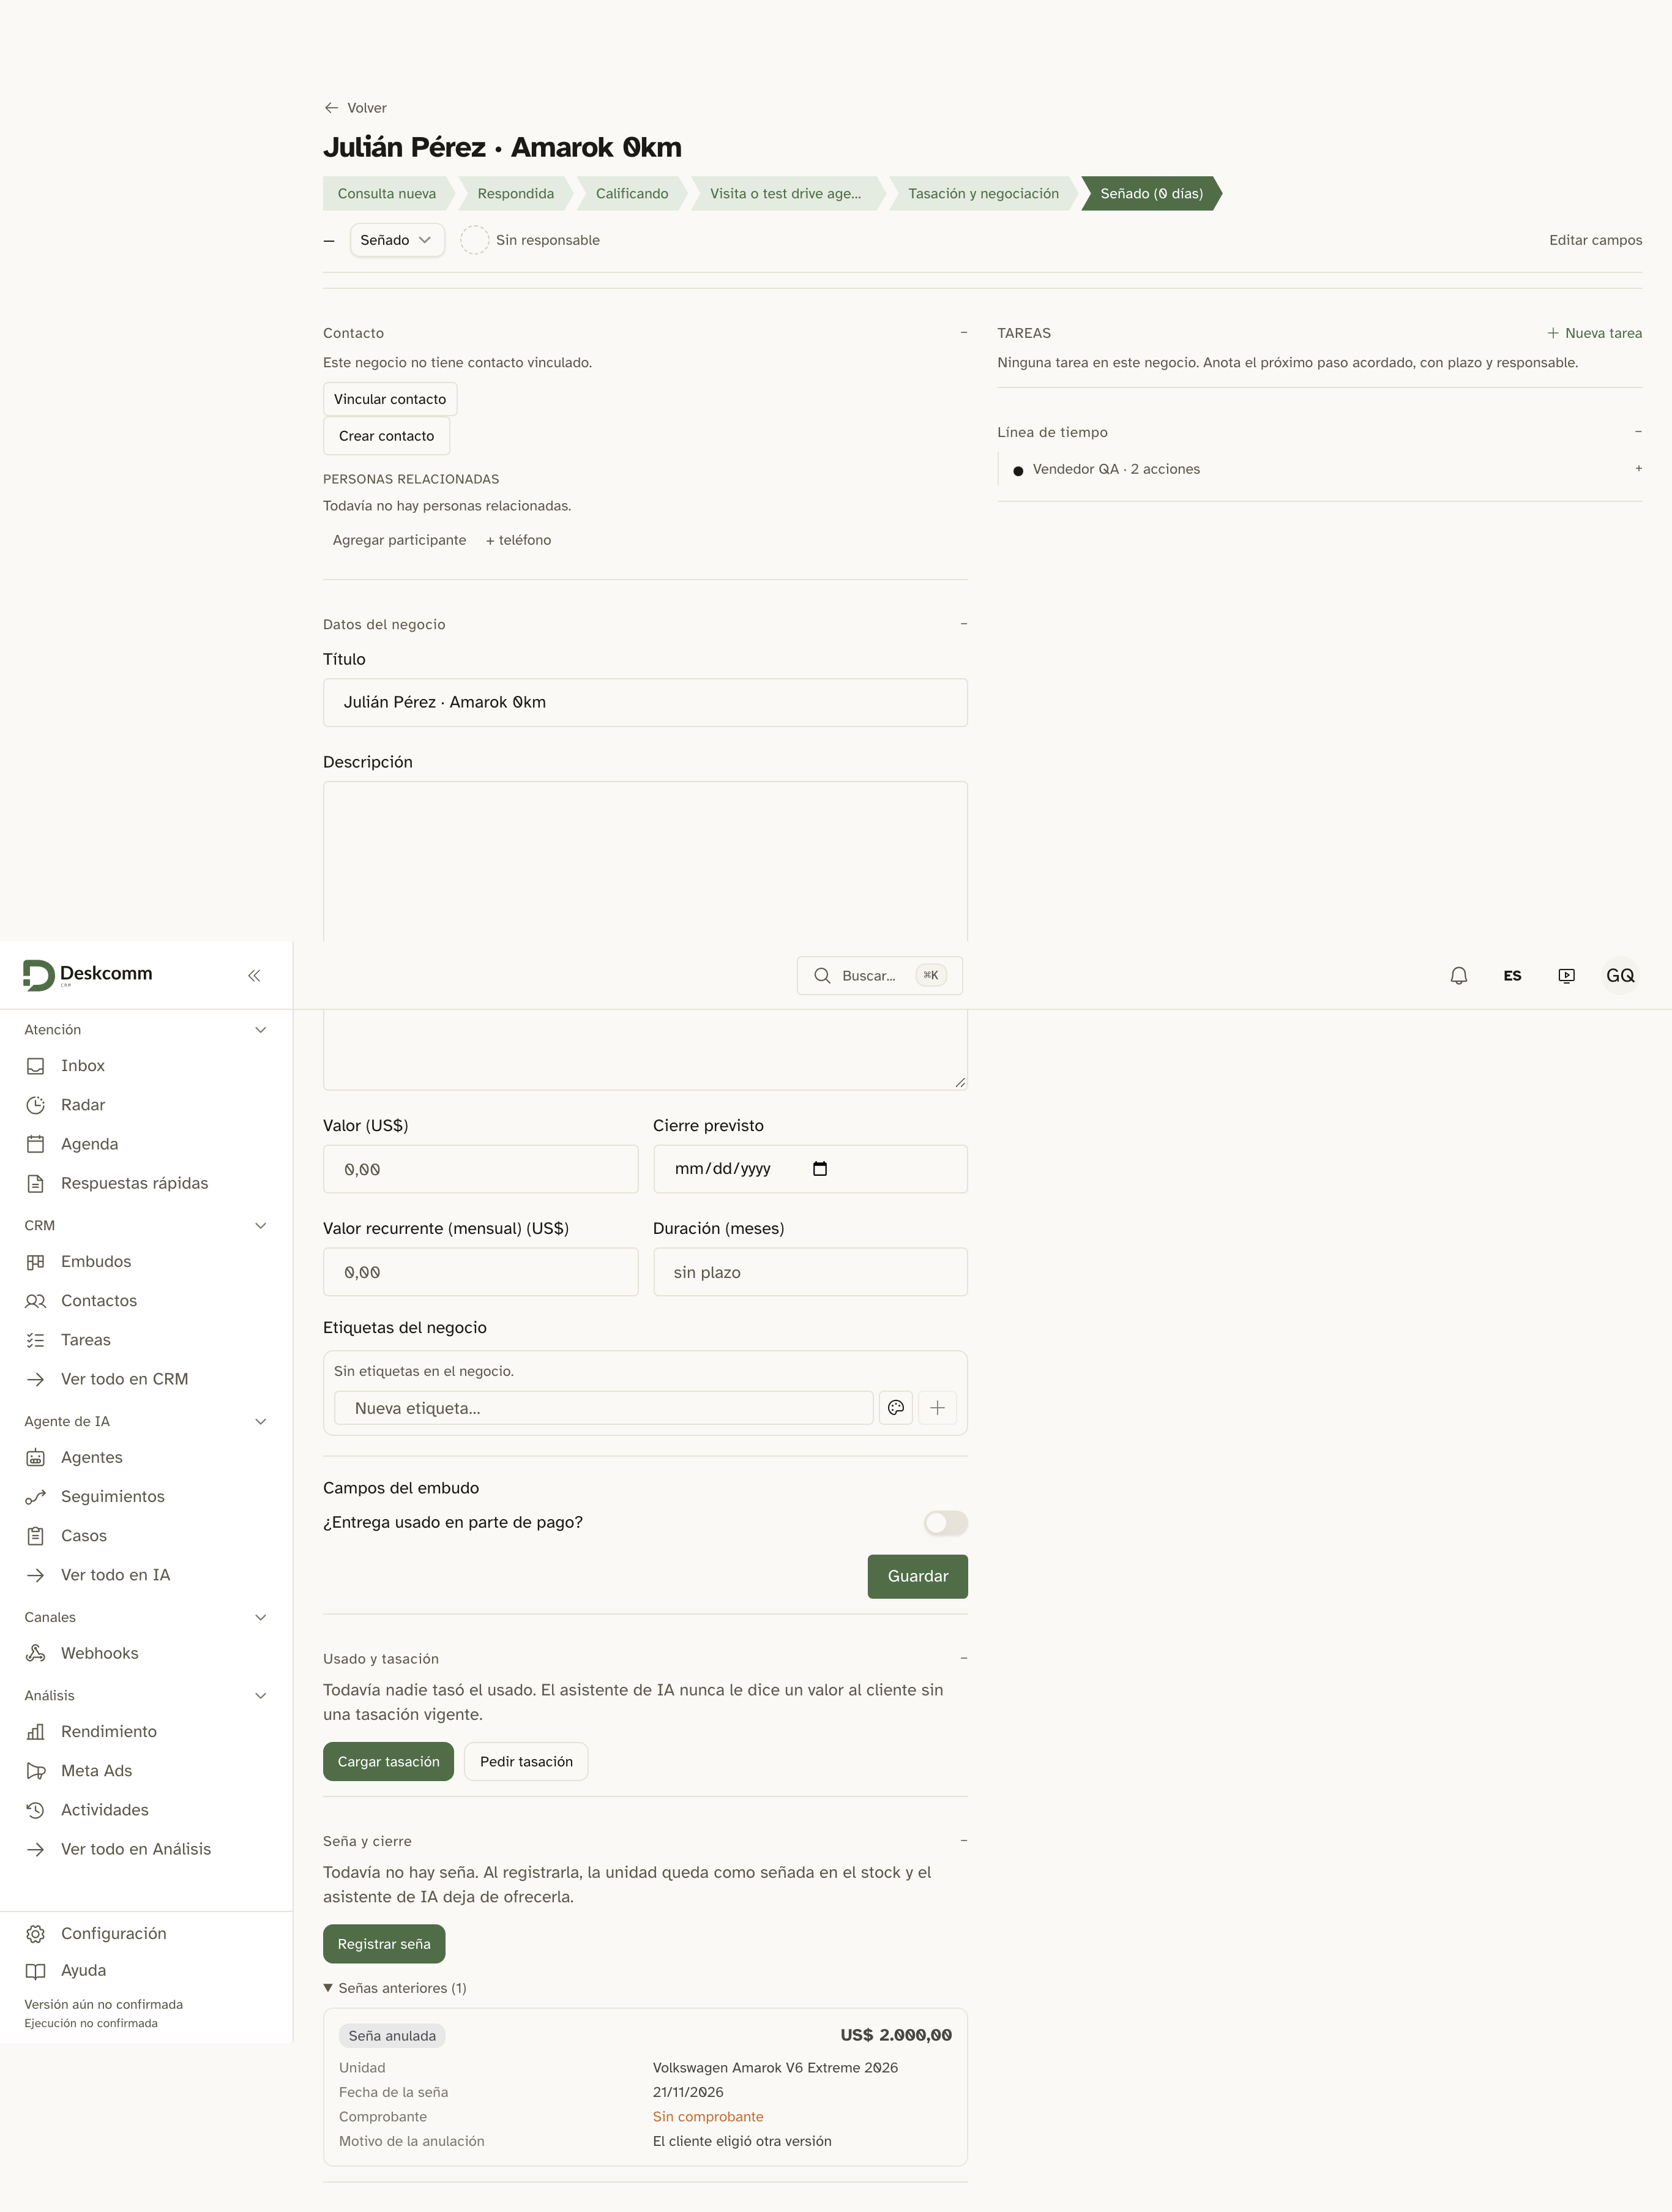 Volver
Julián Pérez · Amarok 0km
Consulta nueva
Respondida
Calificando
Visita o test drive age...
Tasación y negociación
Señado (0 días)
—
Señado
Sin responsable
Editar campos
Contacto
Este negocio no tiene contacto vinculado.
Vincular contacto
Crear contacto
PERSONAS RELACIONADAS
Todavía no hay personas relacionadas.
Agregar participante
+ teléfono
TAREAS
+ Nueva tarea
Ninguna tarea en este negocio. Anota el próximo paso acordado, con plazo y responsable.
Línea de tiempo
Vendedor QA · 2 acciones
Datos del negocio
Título
Julián Pérez · Amarok 0km
Descripción
Deskcomm
CRM
Buscar...
⌘K
ES
GQ
Atención
Inbox
Radar
Agenda
Respuestas rápidas
CRM
Embudos
Contactos
Tareas
Ver todo en CRM
Agente de IA
Agentes
Seguimientos
Casos
Ver todo en IA
Canales
Webhooks
Análisis
Rendimiento
Meta Ads
Actividades
Ver todo en Análisis
Configuración
Ayuda
Versión aún no confirmada
Ejecución no confirmada
Valor (US$)
0,00
Cierre previsto
mm/dd/yyyy
Valor recurrente (mensual) (US$)
0,00
Duración (meses)
sin plazo
Etiquetas del negocio
Sin etiquetas en el negocio.
Nueva etiqueta...
Campos del embudo
¿Entrega usado en parte de pago?
Guardar
Usado y tasación
Todavía nadie tasó el usado. El asistente de IA nunca le dice un valor al cliente sin
una tasación vigente.
Cargar tasación
Pedir tasación
Seña y cierre
Todavía no hay seña. Al registrarla, la unidad queda como señada en el stock y el
asistente de IA deja de ofrecerla.
Registrar seña
Señas anteriores (1)
Seña anulada
US$ 2.000,00
Unidad
Volkswagen Amarok V6 Extreme 2026
Fecha de la seña
21/11/2026
Comprobante
Sin comprobante
Motivo de la anulación
El cliente eligió otra versión